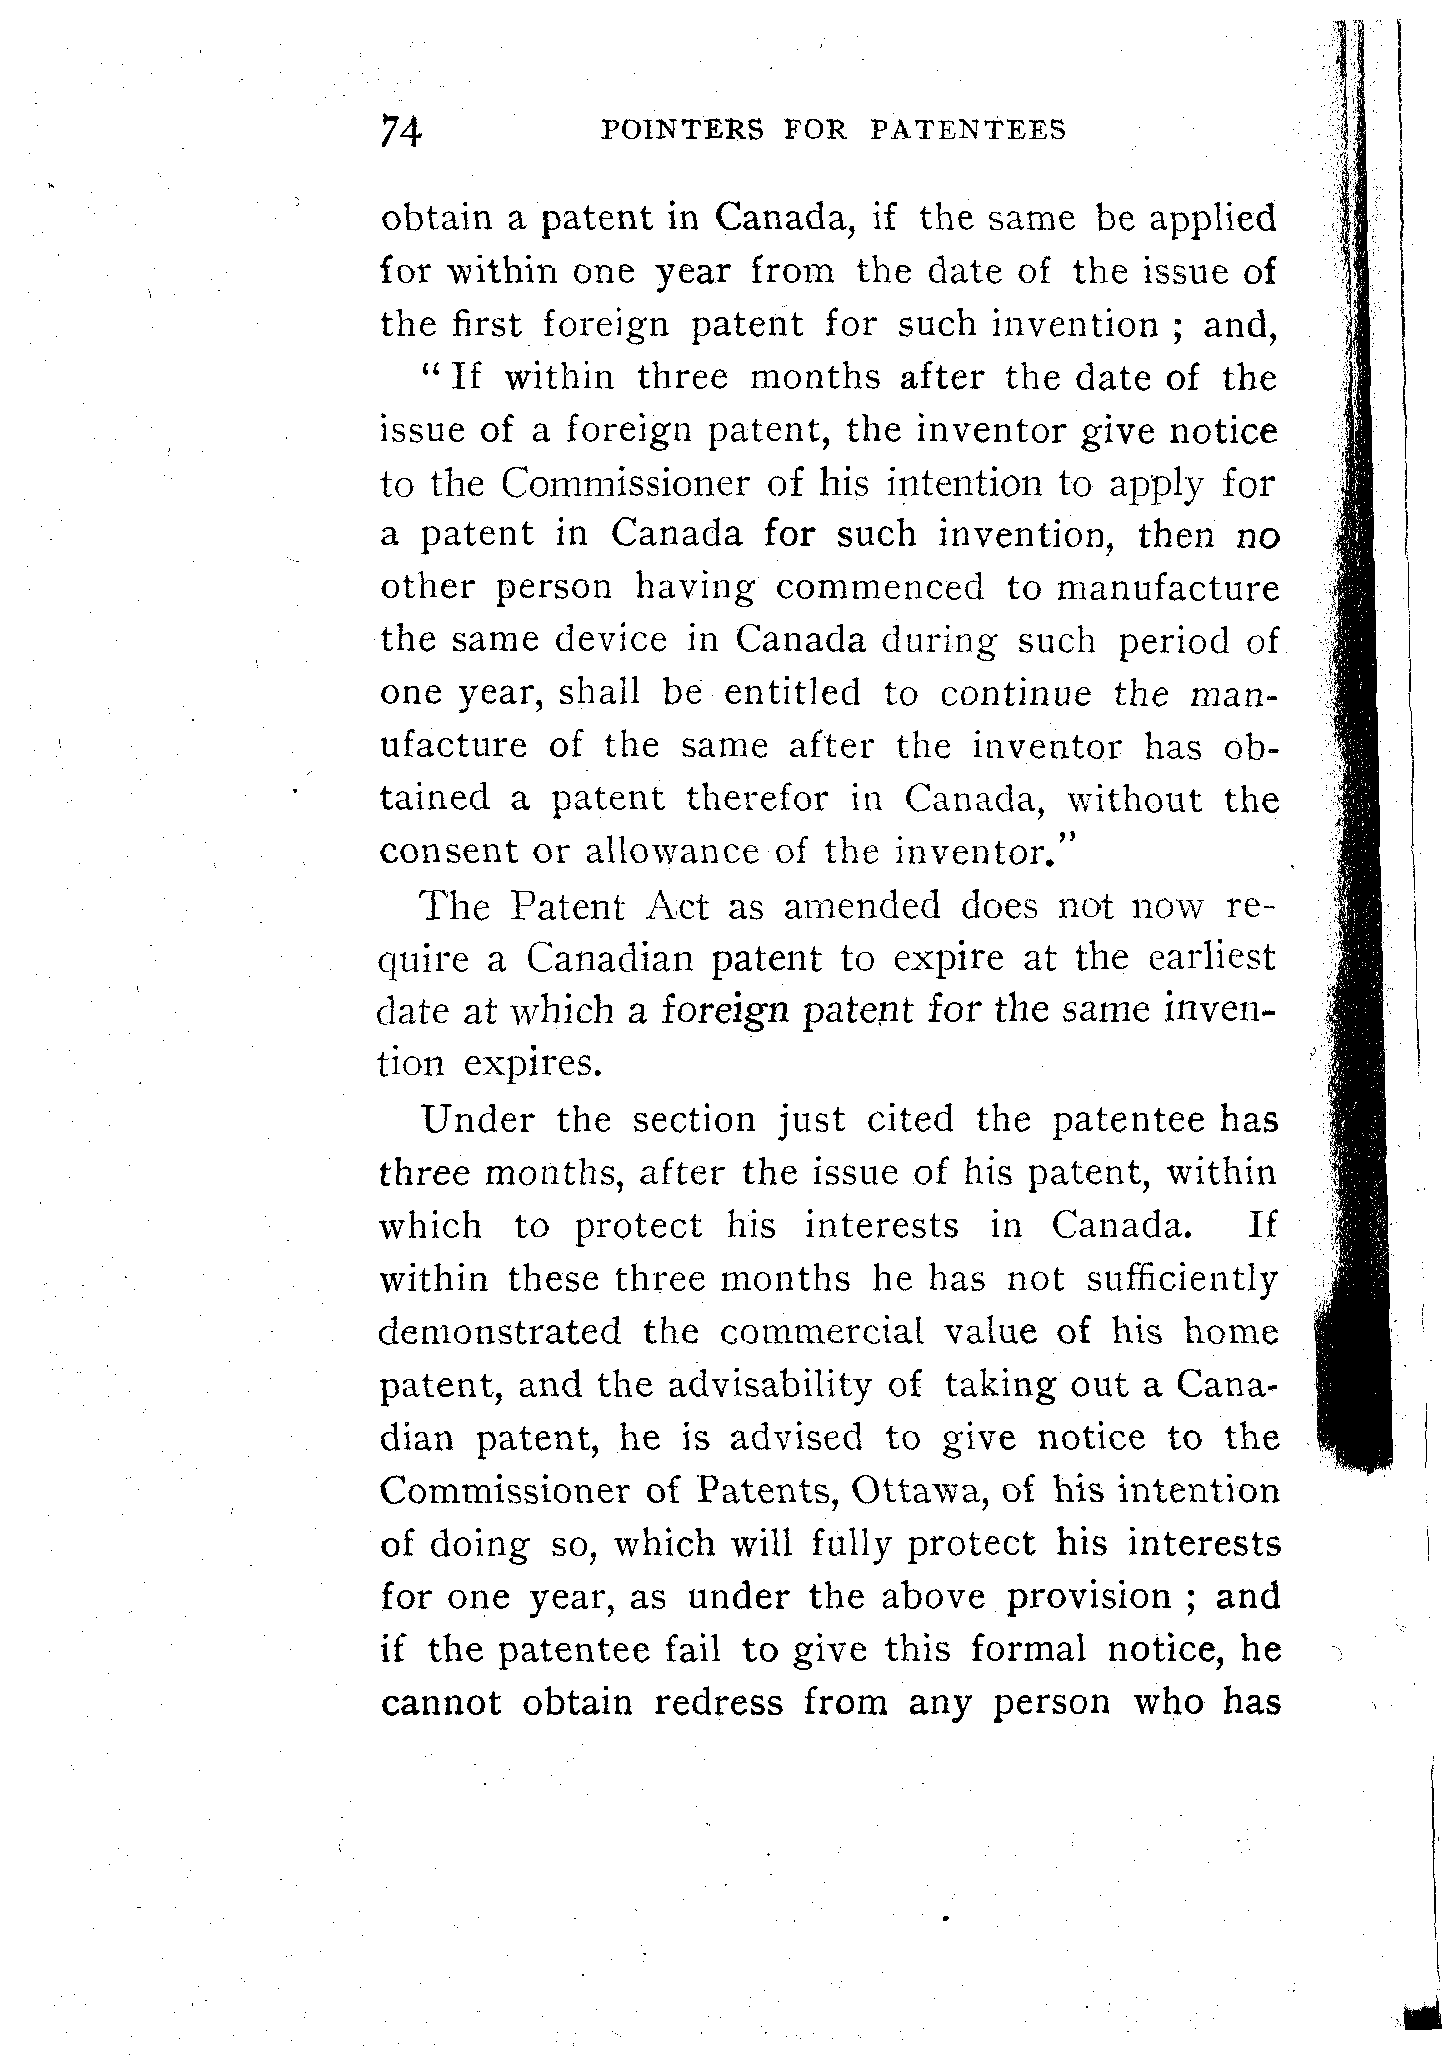 74 POINTERS FOR PATENTEES
obtain a patent in Canada, if the same be applied
for within one year from the date of the issue of
the first foreign patent for such invention ; and,
“ If within three months after the date of the
issue of a foreign patent, the inventor give notice
to the Commissioner of his intention to apply for
a patent in Canada for such invention, then no
other person having commenced to manufacture
the same device in Canada during such period of
one year, shall be entitled to continue the man-
ufacture of the same after the inventor has ob-
tained a patent therefor in Canada, without the
consent or allowance of the inventor.”
The Patent Act as amended does not now re-
quire a Canadian patent to expire at the earliest
date at which a foreign patent for the same inven-
tion expires.
Under the section just cited the patentee has
three months, after the issue of his patent, within
which to protect his interests in Canada. If
within these three months he has not sufficiently
demonstrated the commercial value of his home
patent, and the advisability of taking out a Cana-
dian patent, he is advised to give notice to the
Commissioner of Patents, Ottawa, of his intention
of doing so, which will fully protect his interests
for one year, as under the above provision ; and
if the patentee fail to give this formal notice, he
cannot obtain redress from any person who has